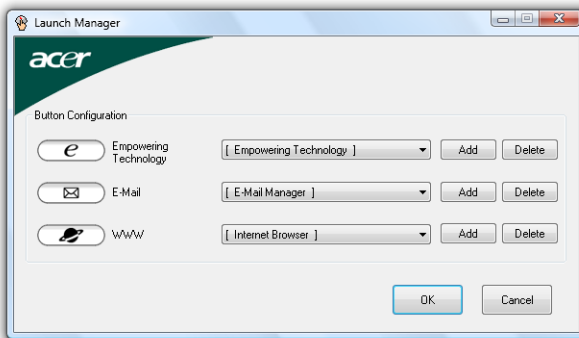 Launch Manager
acer
Button Configuration
e Empowering Technology [ Empowering Technology ] Add Delete
E-Mail [ E-Mail Manager ] Add Delete
WWW [ Internet Browser ] Add Delete
OK Cancel